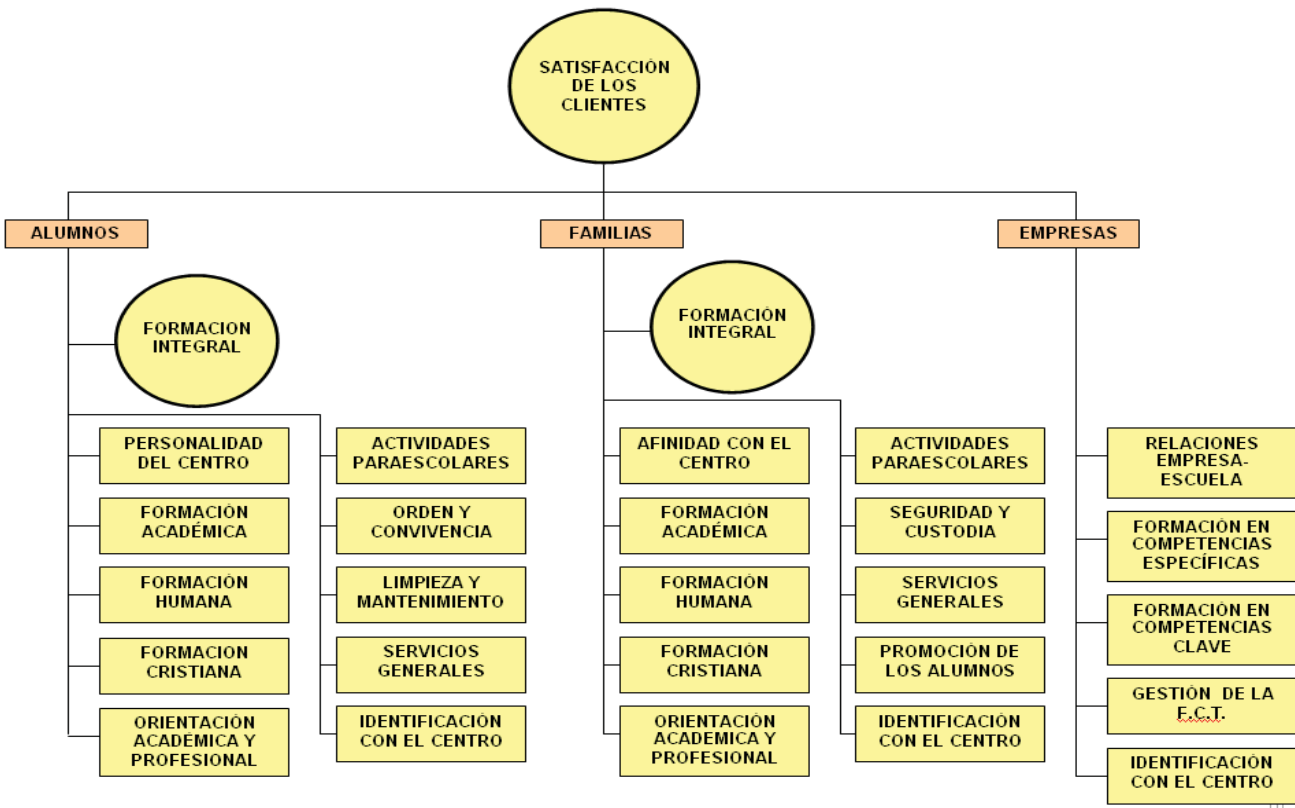 SATISFACCIÓN
DE LOS
CLIENTES
ALUMNOS
FAMILIAS
EMPRESAS
FORMACION
INTEGRAL
FORMACIÓN
INTEGRAL
PERSONALIDAD
DEL CENTRO
FORMACIÓN
ACADÉMICA
FORMACIÓN
HUMANA
FORMACION
CRISTIANA
ORIENTACIÓN
ACADÉMICA Y
PROFESIONAL
ACTIVIDADES
PARAESCOLARES
ORDEN Y
CONVIVENCIA
LIMPIEZA Y
MANTENIMIENTO
SERVICIOS
GENERALES
IDENTIFICACIÓN
CON EL CENTRO
AFINIDAD CON EL
CENTRO
FORMACIÓN
ACADÉMICA
FORMACIÓN
HUMANA
FORMACIÓN
CRISTIANA
ORIENTACIÓN
ACADEMICA Y
PROFESIONAL
ACTIVIDADES
PARAESCOLARES
SEGURIDAD Y
CUSTODIA
SERVICIOS
GENERALES
PROMOCIÓN DE
LOS ALUMNOS
IDENTIFICACIÓN
CON EL CENTRO
RELACIONES
EMPRESA-
ESCUELA
FORMACIÓN EN
COMPETENCIAS
ESPECÍFICAS
FORMACIÓN EN
COMPETENCIAS
CLAVE
GESTIÓN DE LA
F.C.T.
IDENTIFICACIÓN
CON EL CENTRO